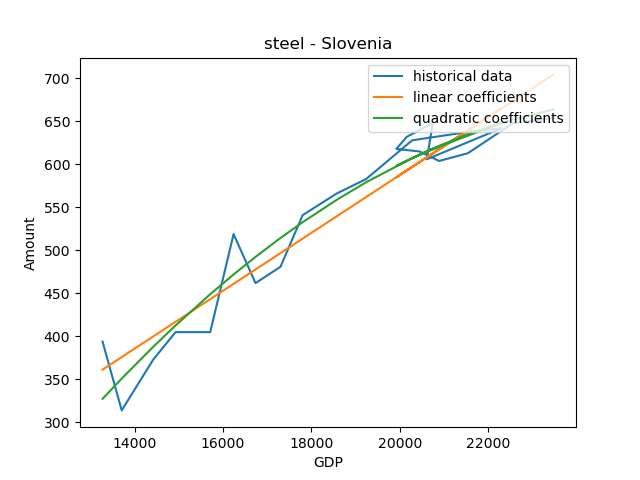 steel - Slovenia
historical data
linear coefficients
quadratic coefficients
700
650
600
550
500
450
400
350
300
Amount
14000 16000 18000 20000 22000
GDP